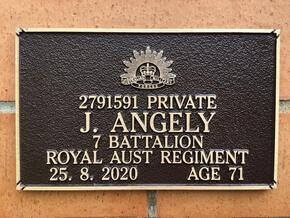 2791591 PRIVATE
J. ANGELY
7 BATTALION
ROYAL AUST REGIMENT
25. 8. 2020 AGE 71